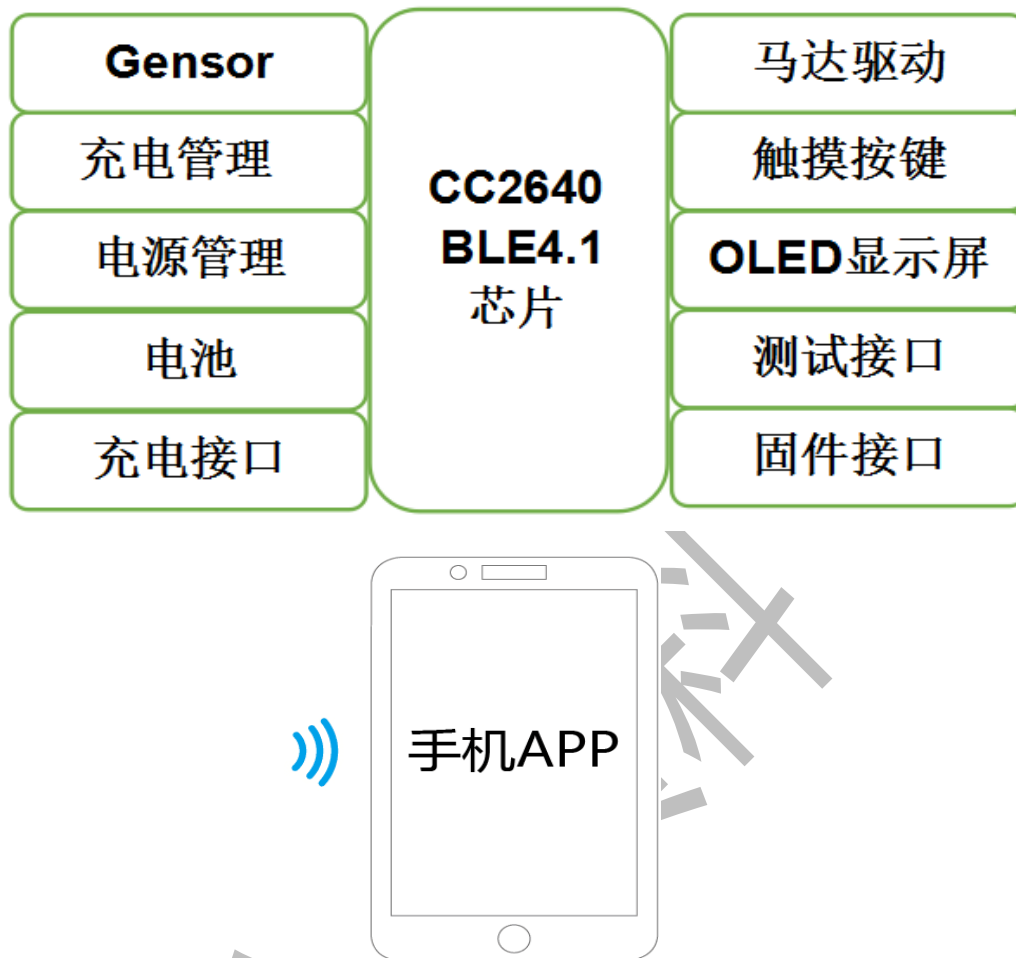 Gensor
充电管理
电源管理
电池
充电接口
CC2640
BLE4.1
芯片
马达驱动
触摸按键
OLED显示屏
测试接口
固件接口
手机APP